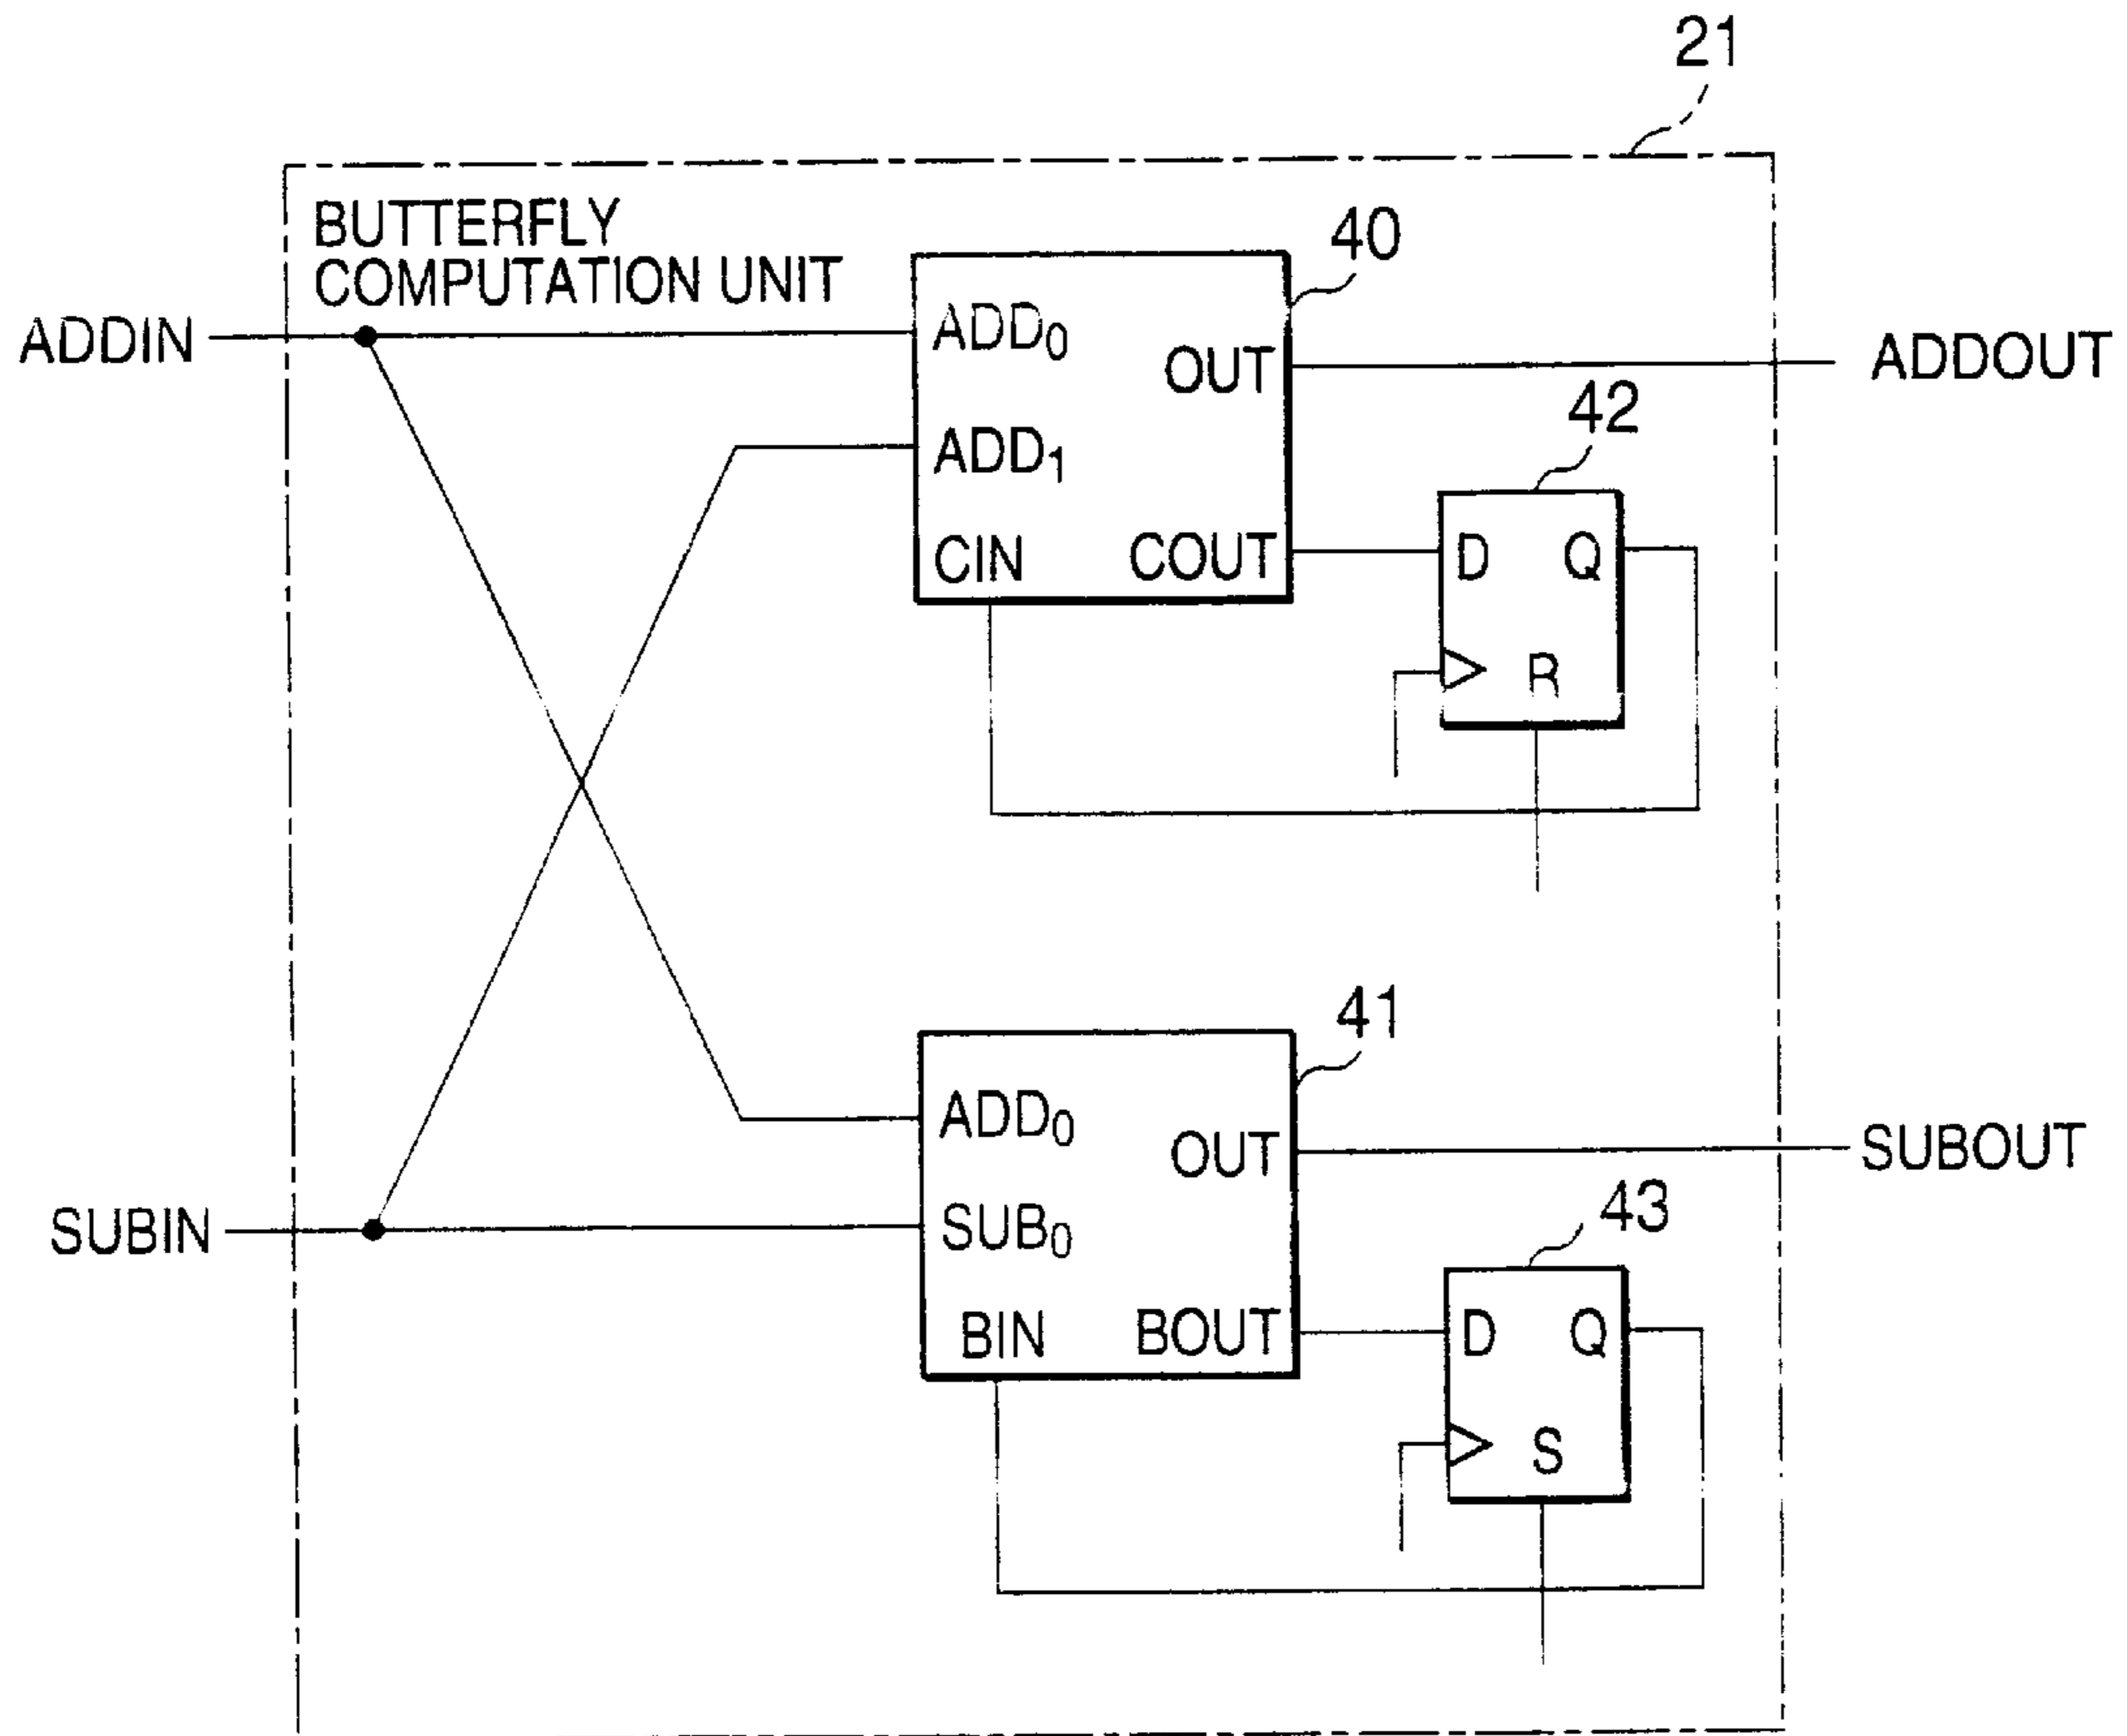 21
BUTTERFLY
COMPUTATION UNIT
40
ADDIN
ADD0
OUT
ADDOUT
42
ADD1
CIN
COUT
D
Q
R
41
ADD0
OUT
SUBOUT
43
SUBIN
SUB0
BIN
BOUT
D
Q
S